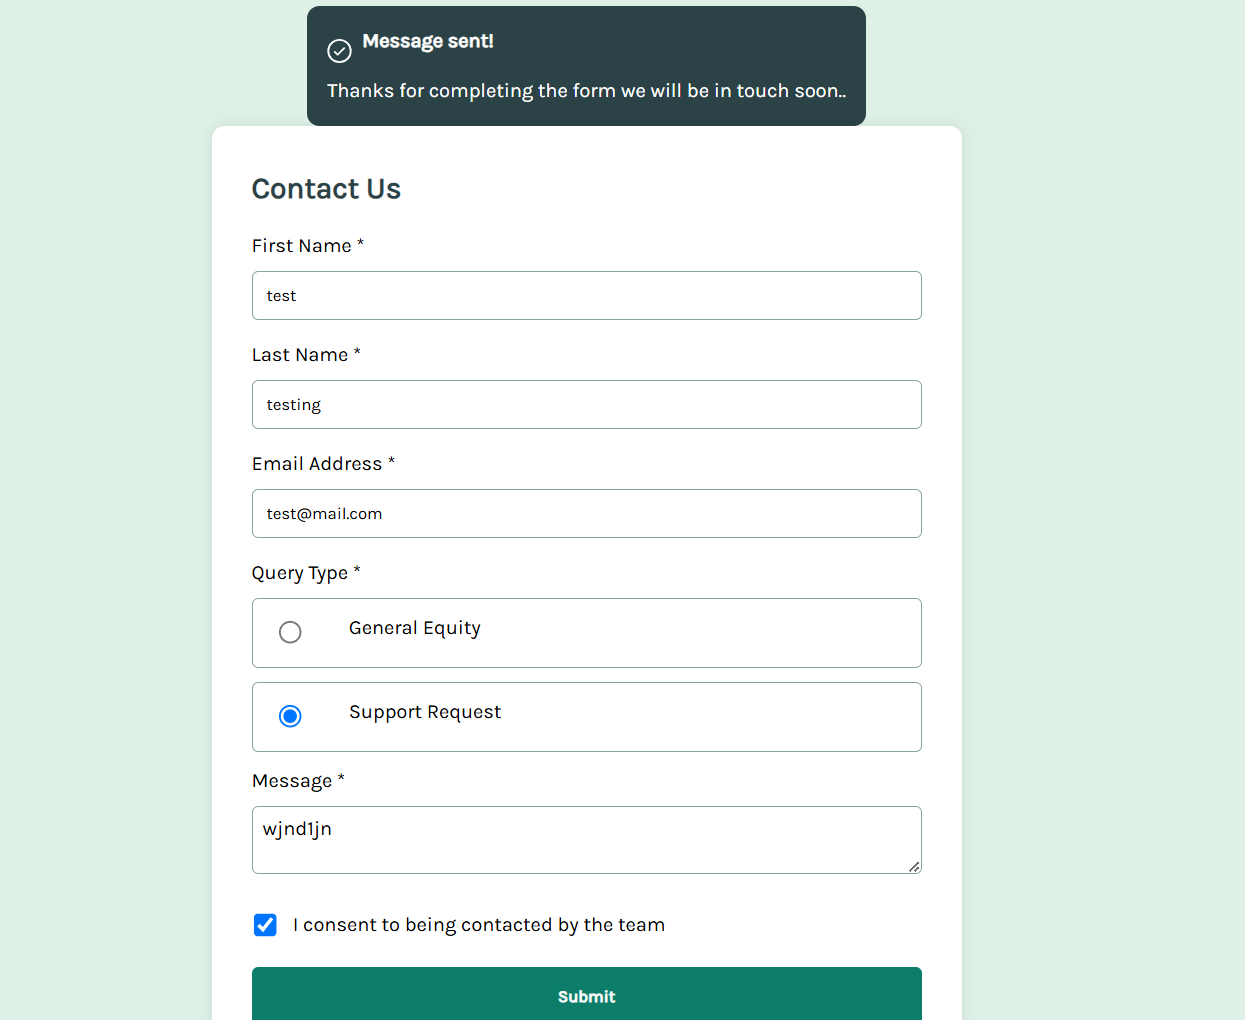 Message sent!
Thanks for completing the form we will be in touch soon..
Contact Us
First Name *
test
Last Name *
testing
Email Address *
test@mail.com
Query Type *
General Equity
Support Request
Message *
wjnd1jn
I consent to being contacted by the team
Submit